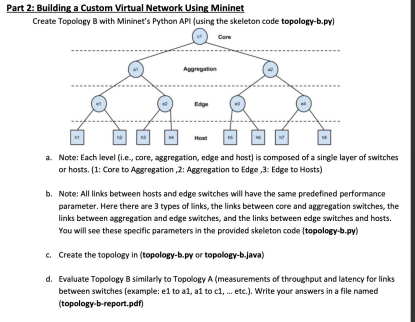 Part 2: Building a Custom Virtual Network Using Mininet
Create Topology B with Mininet's Python API (using the skeleton code topology-b.py)
c1 Core
a1 Aggregation a2
e1 e2 Edge e3 e4
h1 h2 h3 h4 Host h5 h6 h7 h8
a. Note: Each level (i.e., core, aggregation, edge and host) is composed of a single layer of switches
or hosts. (1: Core to Aggregation ,2: Aggregation to Edge ,3: Edge to Hosts)
b. Note: All links between hosts and edge switches will have the same predefined performance
parameter. Here there are 3 types of links, the links between core and aggregation switches, the
links between aggregation and edge switches, and the links between edge switches and hosts.
You will see these specific parameters in the provided skeleton code (topology-b.py)
c. Create the topology in (topology-b.py or topology-b.java)
d. Evaluate Topology B similarly to Topology A (measurements of throughput and latency for links
between switches (example: e1 to a1, a1 to c1, ... etc.). Write your answers in a file named
(topology-b-report.pdf)